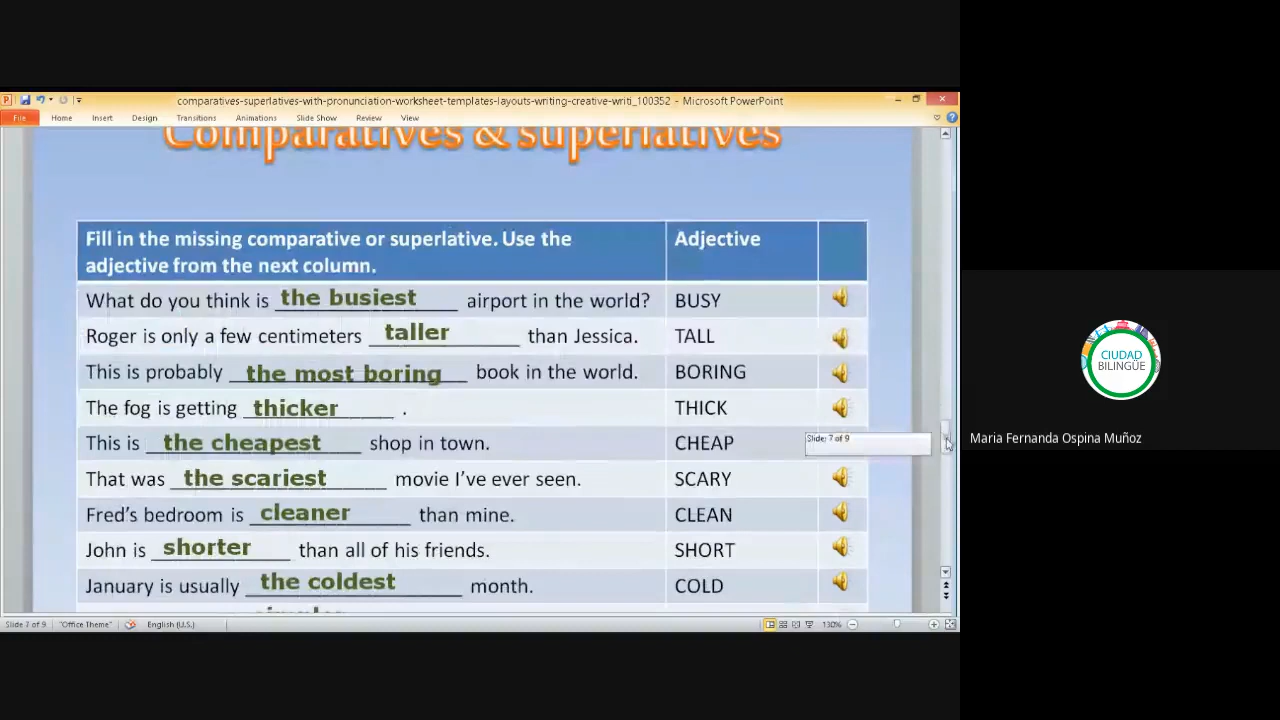 comparatives-superlatives-with-pronunciation-worksheet-templates-layouts-writing-creative-writi_100352 - Microsoft PowerPoint
File Home Insert Design Transitions Animations Slide Show Review View
Comparatives & superlatives
Fill in the missing comparative or superlative. Use the
adjective from the next column.
Adjective
What do you think is the busiest airport in the world? BUSY
Roger is only a few centimeters taller than Jessica. TALL
This is probably the most boring book in the world. BORING
The fog is getting thicker . THICK
This is the cheapest shop in town. CHEAP
Slide: 7 of 9
That was the scariest movie I've ever seen. SCARY
Fred's bedroom is cleaner than mine. CLEAN
John is shorter than all of his friends. SHORT
January is usually the coldest month. COLD
Slide 7 of 9 "Office Theme" English (U.S.) 130%
CIUDAD
BILINGÜE
Maria Fernanda Ospina Muñoz